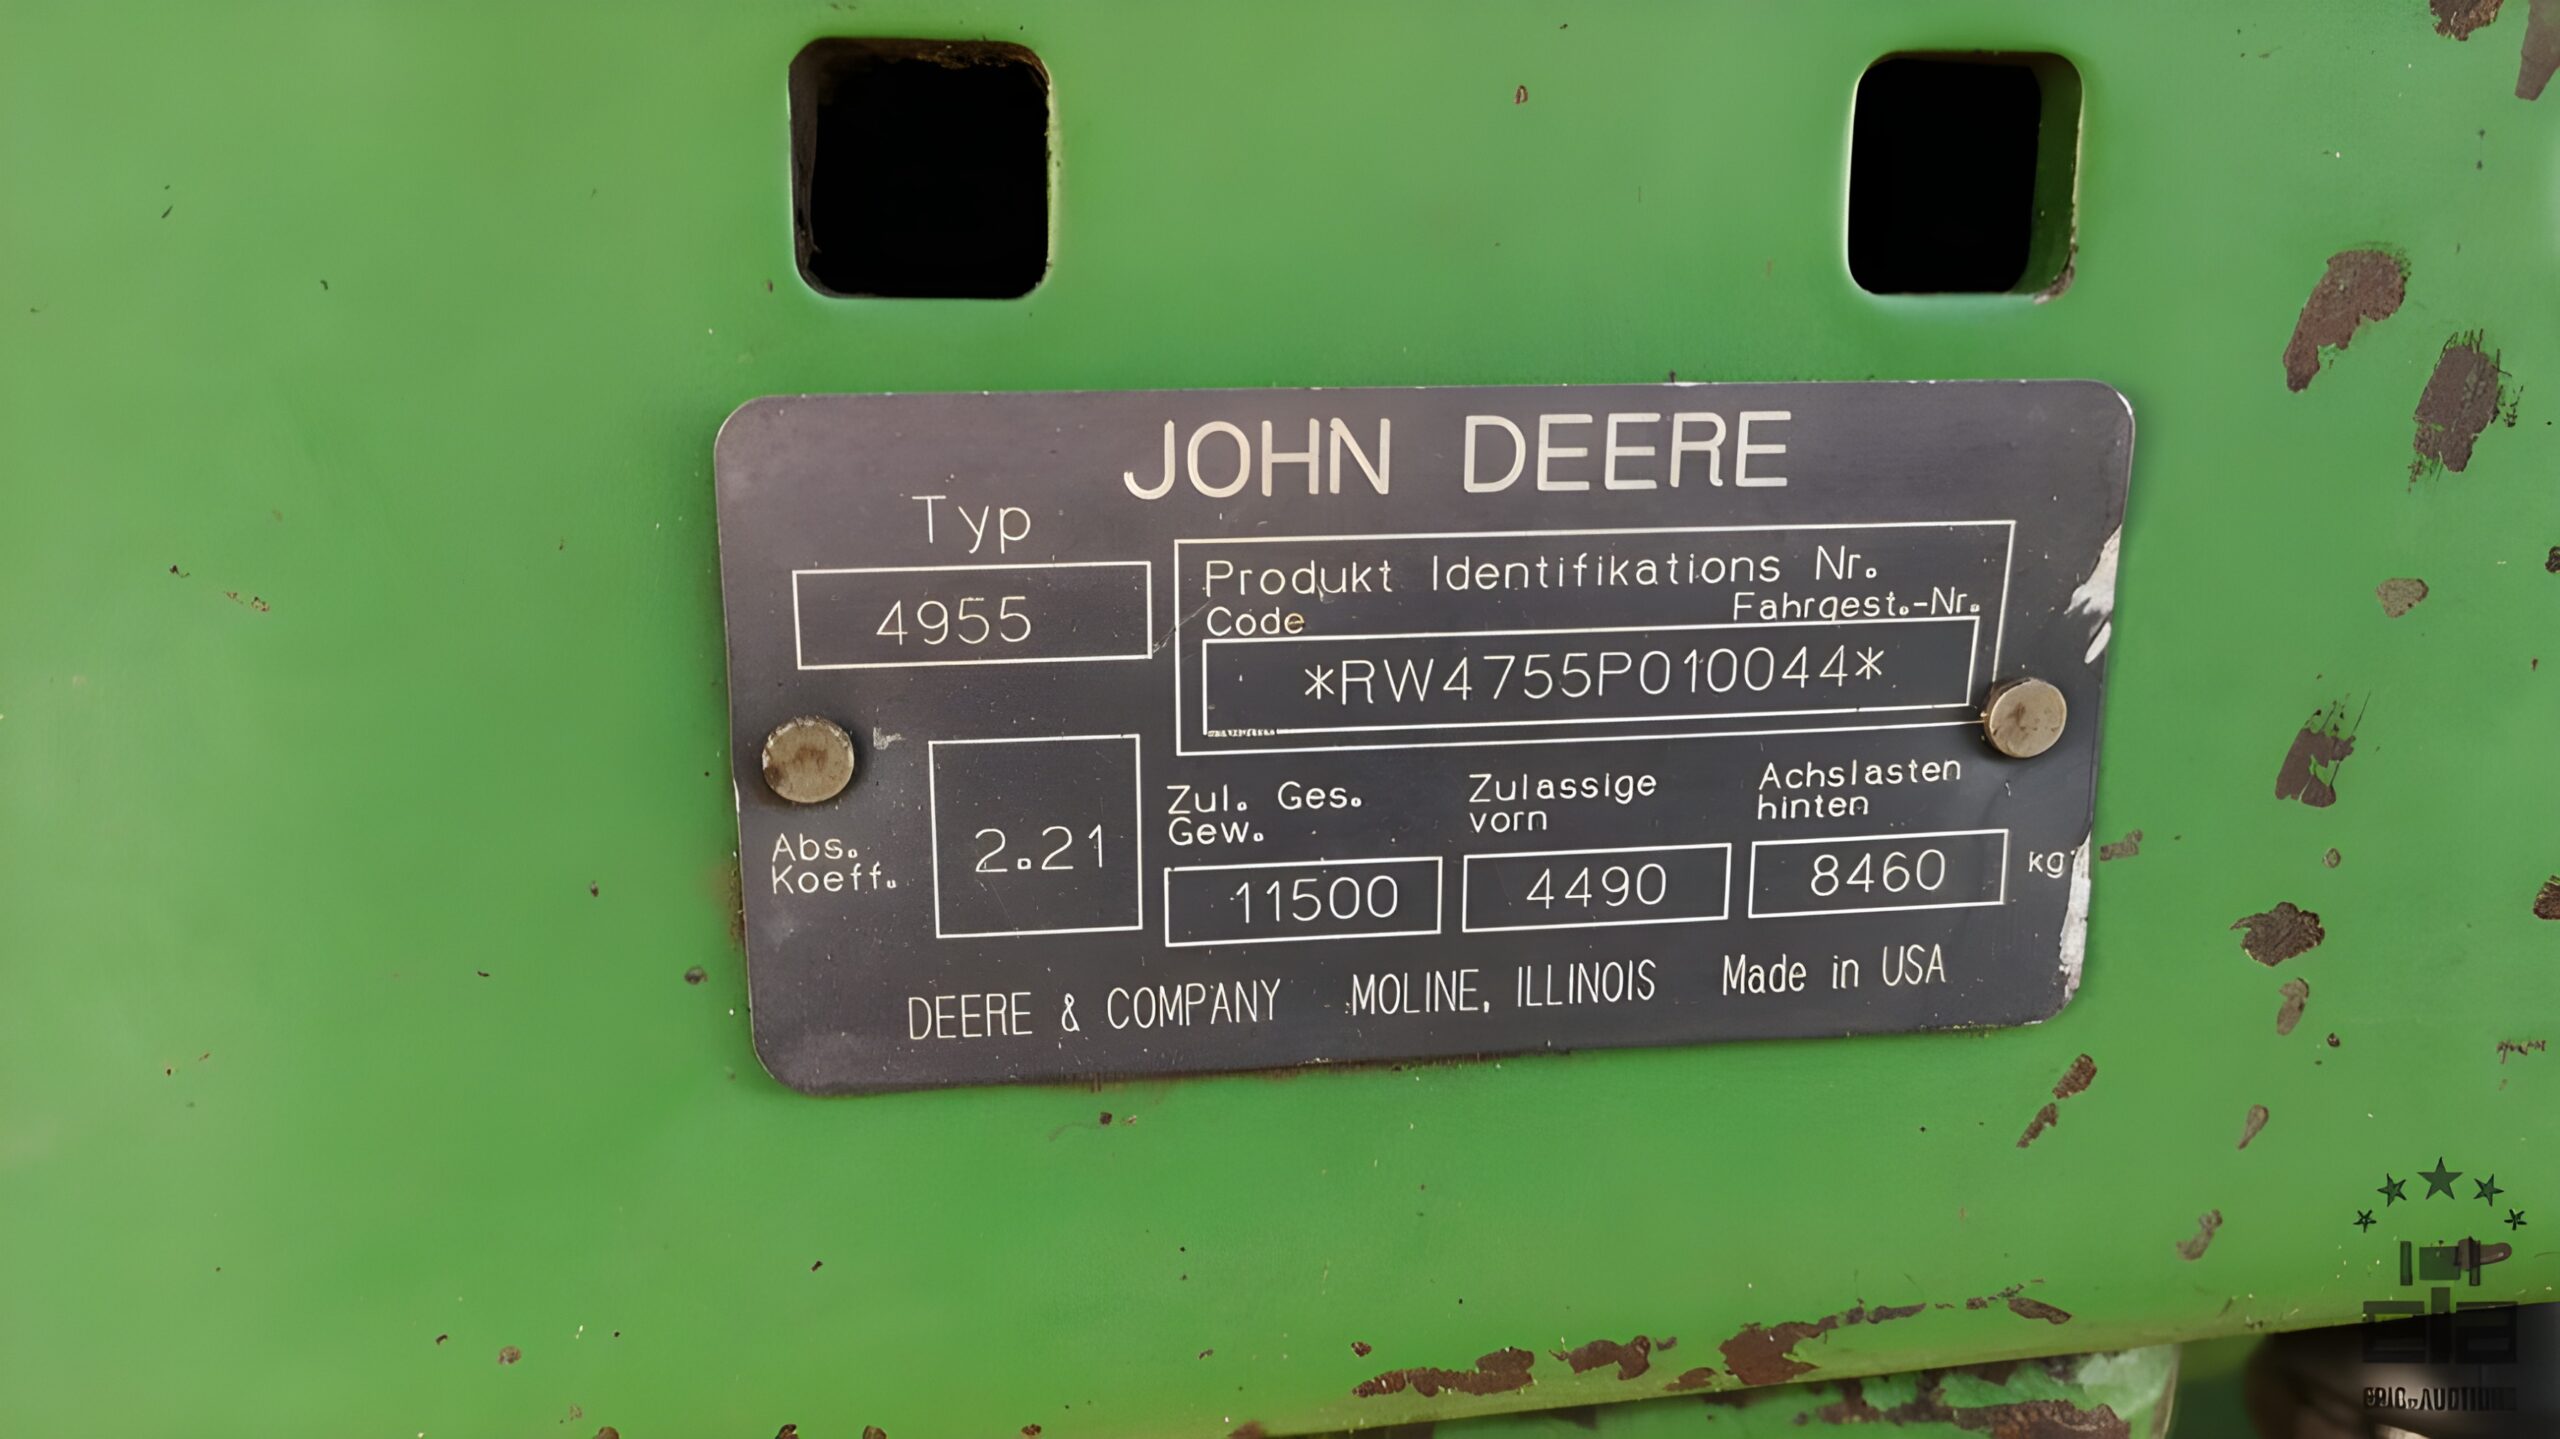 JOHN DEERE
Typ
4955
Produkt Identifikations Nr.
Code Fahrgest.-Nr.
*RW4755P010044*
Abs.
Koeff.
2.21
Zul. Ges.
Gew.
11500
Zulassige
vorn
4490
Achslasten
hinten
8460
kg
DEERE & COMPANY MOLINE, ILLINOIS Made in USA